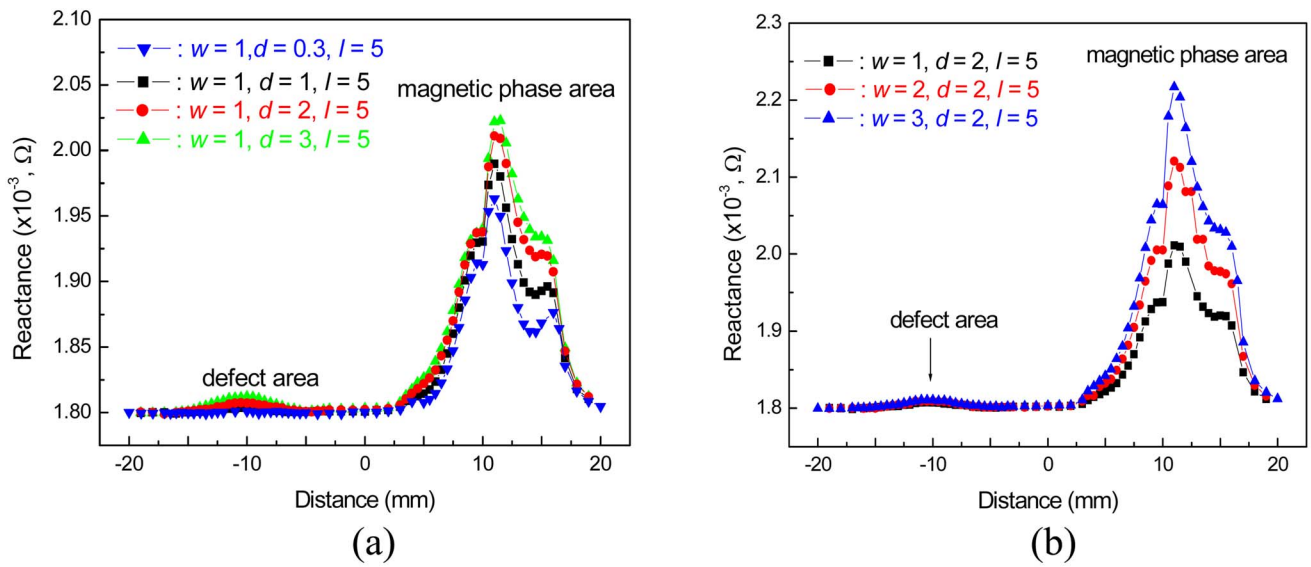 2.10
2.05
2.00
1.95
1.90
1.85
1.80
Reactance (x10⁻³, Ω)
: w = 1,d = 0.3, l = 5
: w = 1, d = 1, l = 5
: w = 1, d = 2, l = 5
: w = 1, d = 3, l = 5
magnetic phase area
defect area
-20 -10 0 10 20
Distance (mm)
(a)
2.3
2.2
2.1
2.0
1.9
1.8
Reactance (x10⁻³, Ω)
: w = 1, d = 2, l = 5
: w = 2, d = 2, l = 5
: w = 3, d = 2, l = 5
magnetic phase area
defect area
-20 -10 0 10 20
Distance (mm)
(b)